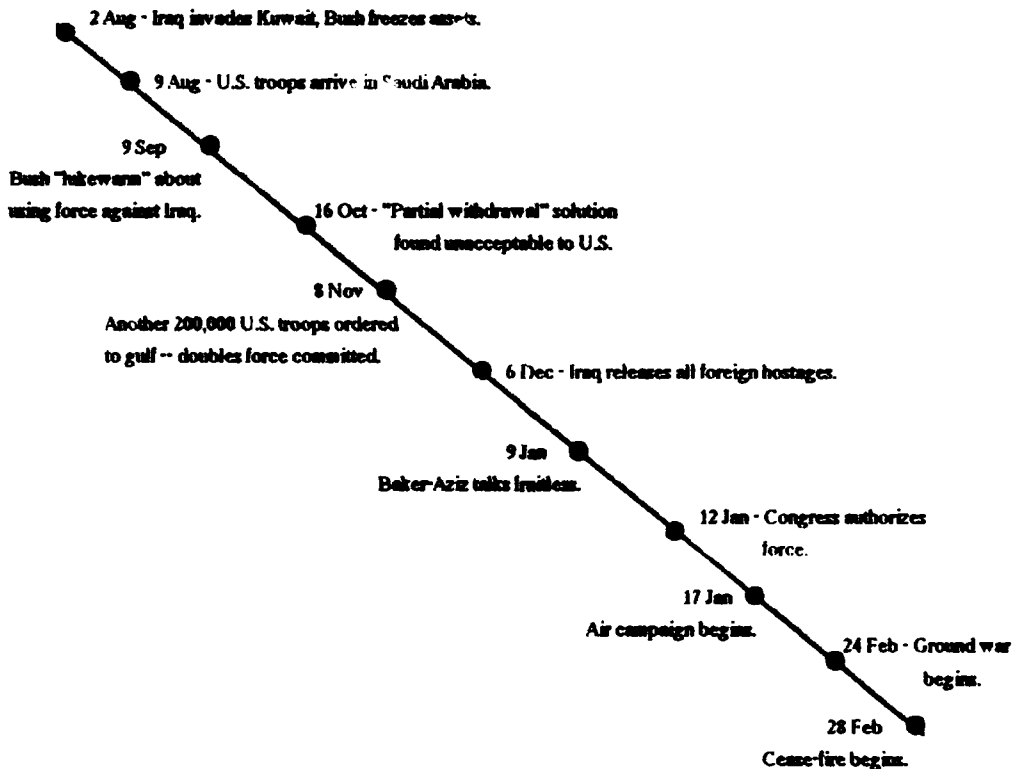 2 Aug - Iraq invades Kuwait, Bush freezes assets.
9 Aug - U.S. troops arrive in Saudi Arabia.
9 Sep
Bush "lukewarm" about
using force against Iraq.
16 Oct - "Partial withdrawal" solution
found unacceptable to U.S.
8 Nov
Another 200,000 U.S. troops ordered
to gulf -- doubles force committed.
6 Dec - Iraq releases all foreign hostages.
9 Jan
Baker-Aziz talks fruitless.
12 Jan - Congress authorizes
force.
17 Jan
Air campaign begins.
24 Feb - Ground war
begins.
28 Feb
Cease-fire begins.